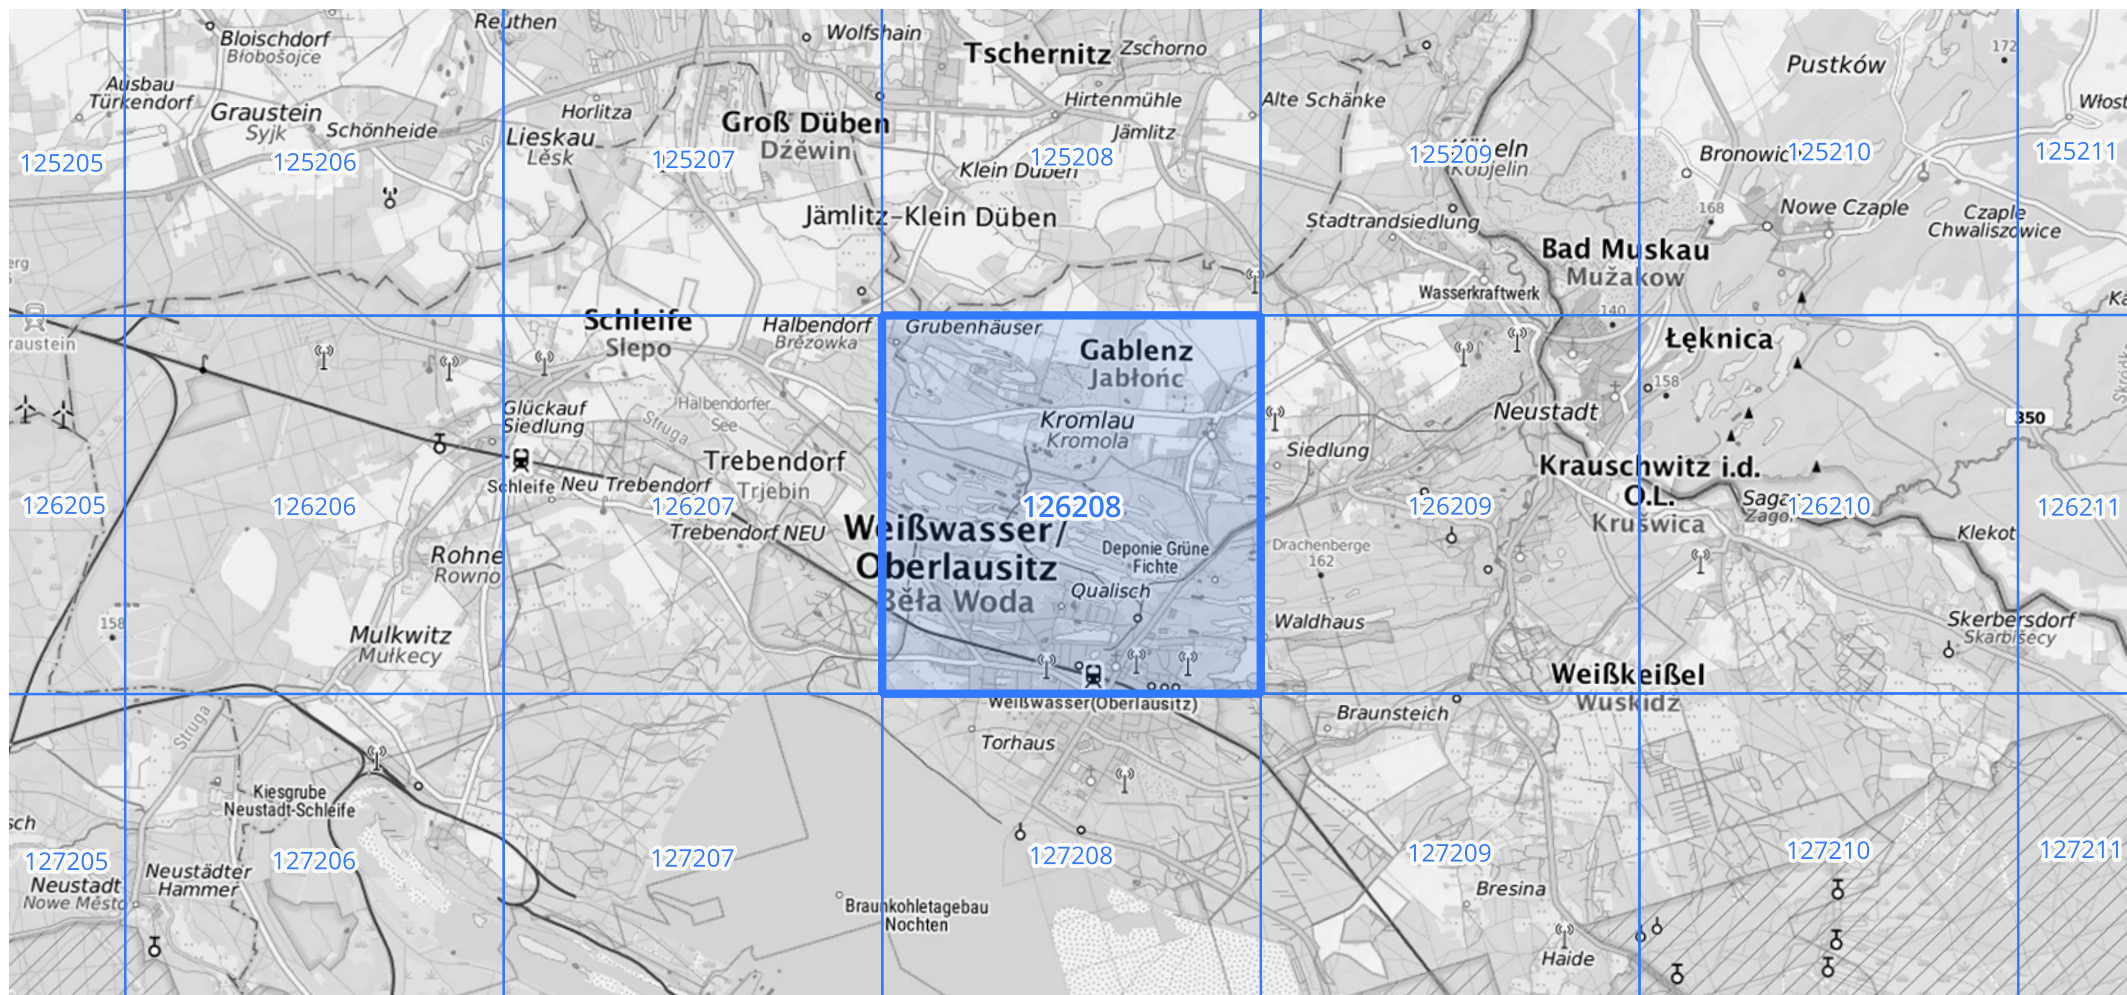 Reuthen
Bloischdorf
Błobošojce
Wolfshain
Tschernitz
Zschorno
172
Pustków
Ausbau
Türkendorf
Graustein
Syjk
Schönheide
Horlitza
Lieskau
Lěsk
Groß Düben
Dźěwin
Hirtenmühle
Jämlitz
Alte Schänke
Klein Düben
Jämlitz-Klein Düben
125205
125206
125207
125208
125209
125210
125211
Köbeln
Kobjelin
Stadtrandsiedlung
168
Nowe Czaple
Czaple
Chwaliszowice
Bad Muskau
Mužakow
Wasserkraftwerk
140
Schleife
Slepo
Halbendorf
Brězowka
Grubenhäuser
Gablenz
Jabłońc
Łęknica
158
350
Glückauf
Siedlung
Halbendorfer
See
Struga
Kromlau
Kromola
Neustadt
Siedlung
Trebendorf
Trjebin
Schleife
Neu Trebendorf
Krauschwitz i.d.
O.L.
Krušwica
126205
126206
126207
126208
126209
126210
126211
Trebendorf NEU
Weißwasser/
Oberlausitz
Běła Woda
Deponie Grüne
Fichte
Drachenberge
162
Klekot
Rohne
Rowno
Qualisch
158
Mulkwitz
Mułkecy
Waldhaus
Skerbersdorf
Skarbišecy
Weißkeißel
Wuskidź
Weißwasser(Oberlausitz)
Braunsteich
Struga
Torhaus
Kiesgrube
Neustadt-Schleife
127205
127206
127207
127208
127209
127210
127211
Neustadt
Nowe Město
Neustädter
Hammer
Braunkohletagebau
Nochten
Bresina
Haide